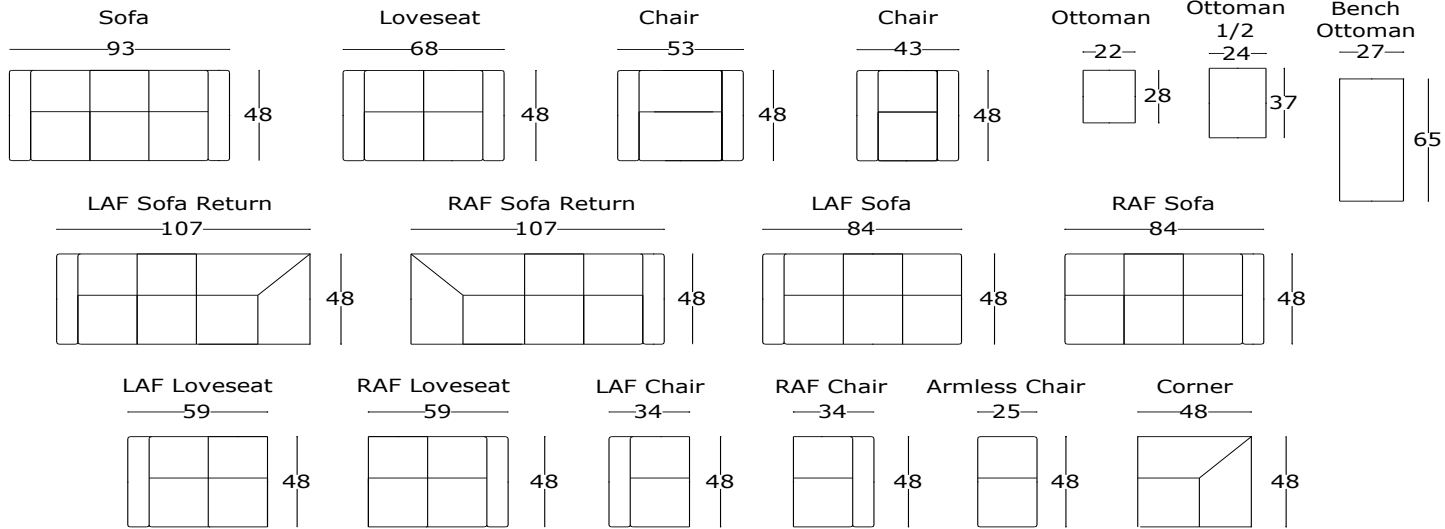 Sofa
93
48
Loveseat
68
48
Chair
53
48
Chair
43
48
Ottoman
22
28
Ottoman
1/2
24
37
Bench
Ottoman
27
65
LAF Sofa Return
107
48
RAF Sofa Return
107
48
LAF Sofa
84
48
RAF Sofa
84
48
LAF Loveseat
59
48
RAF Loveseat
59
48
LAF Chair
34
48
RAF Chair
34
48
Armless Chair
25
48
Corner
48
48